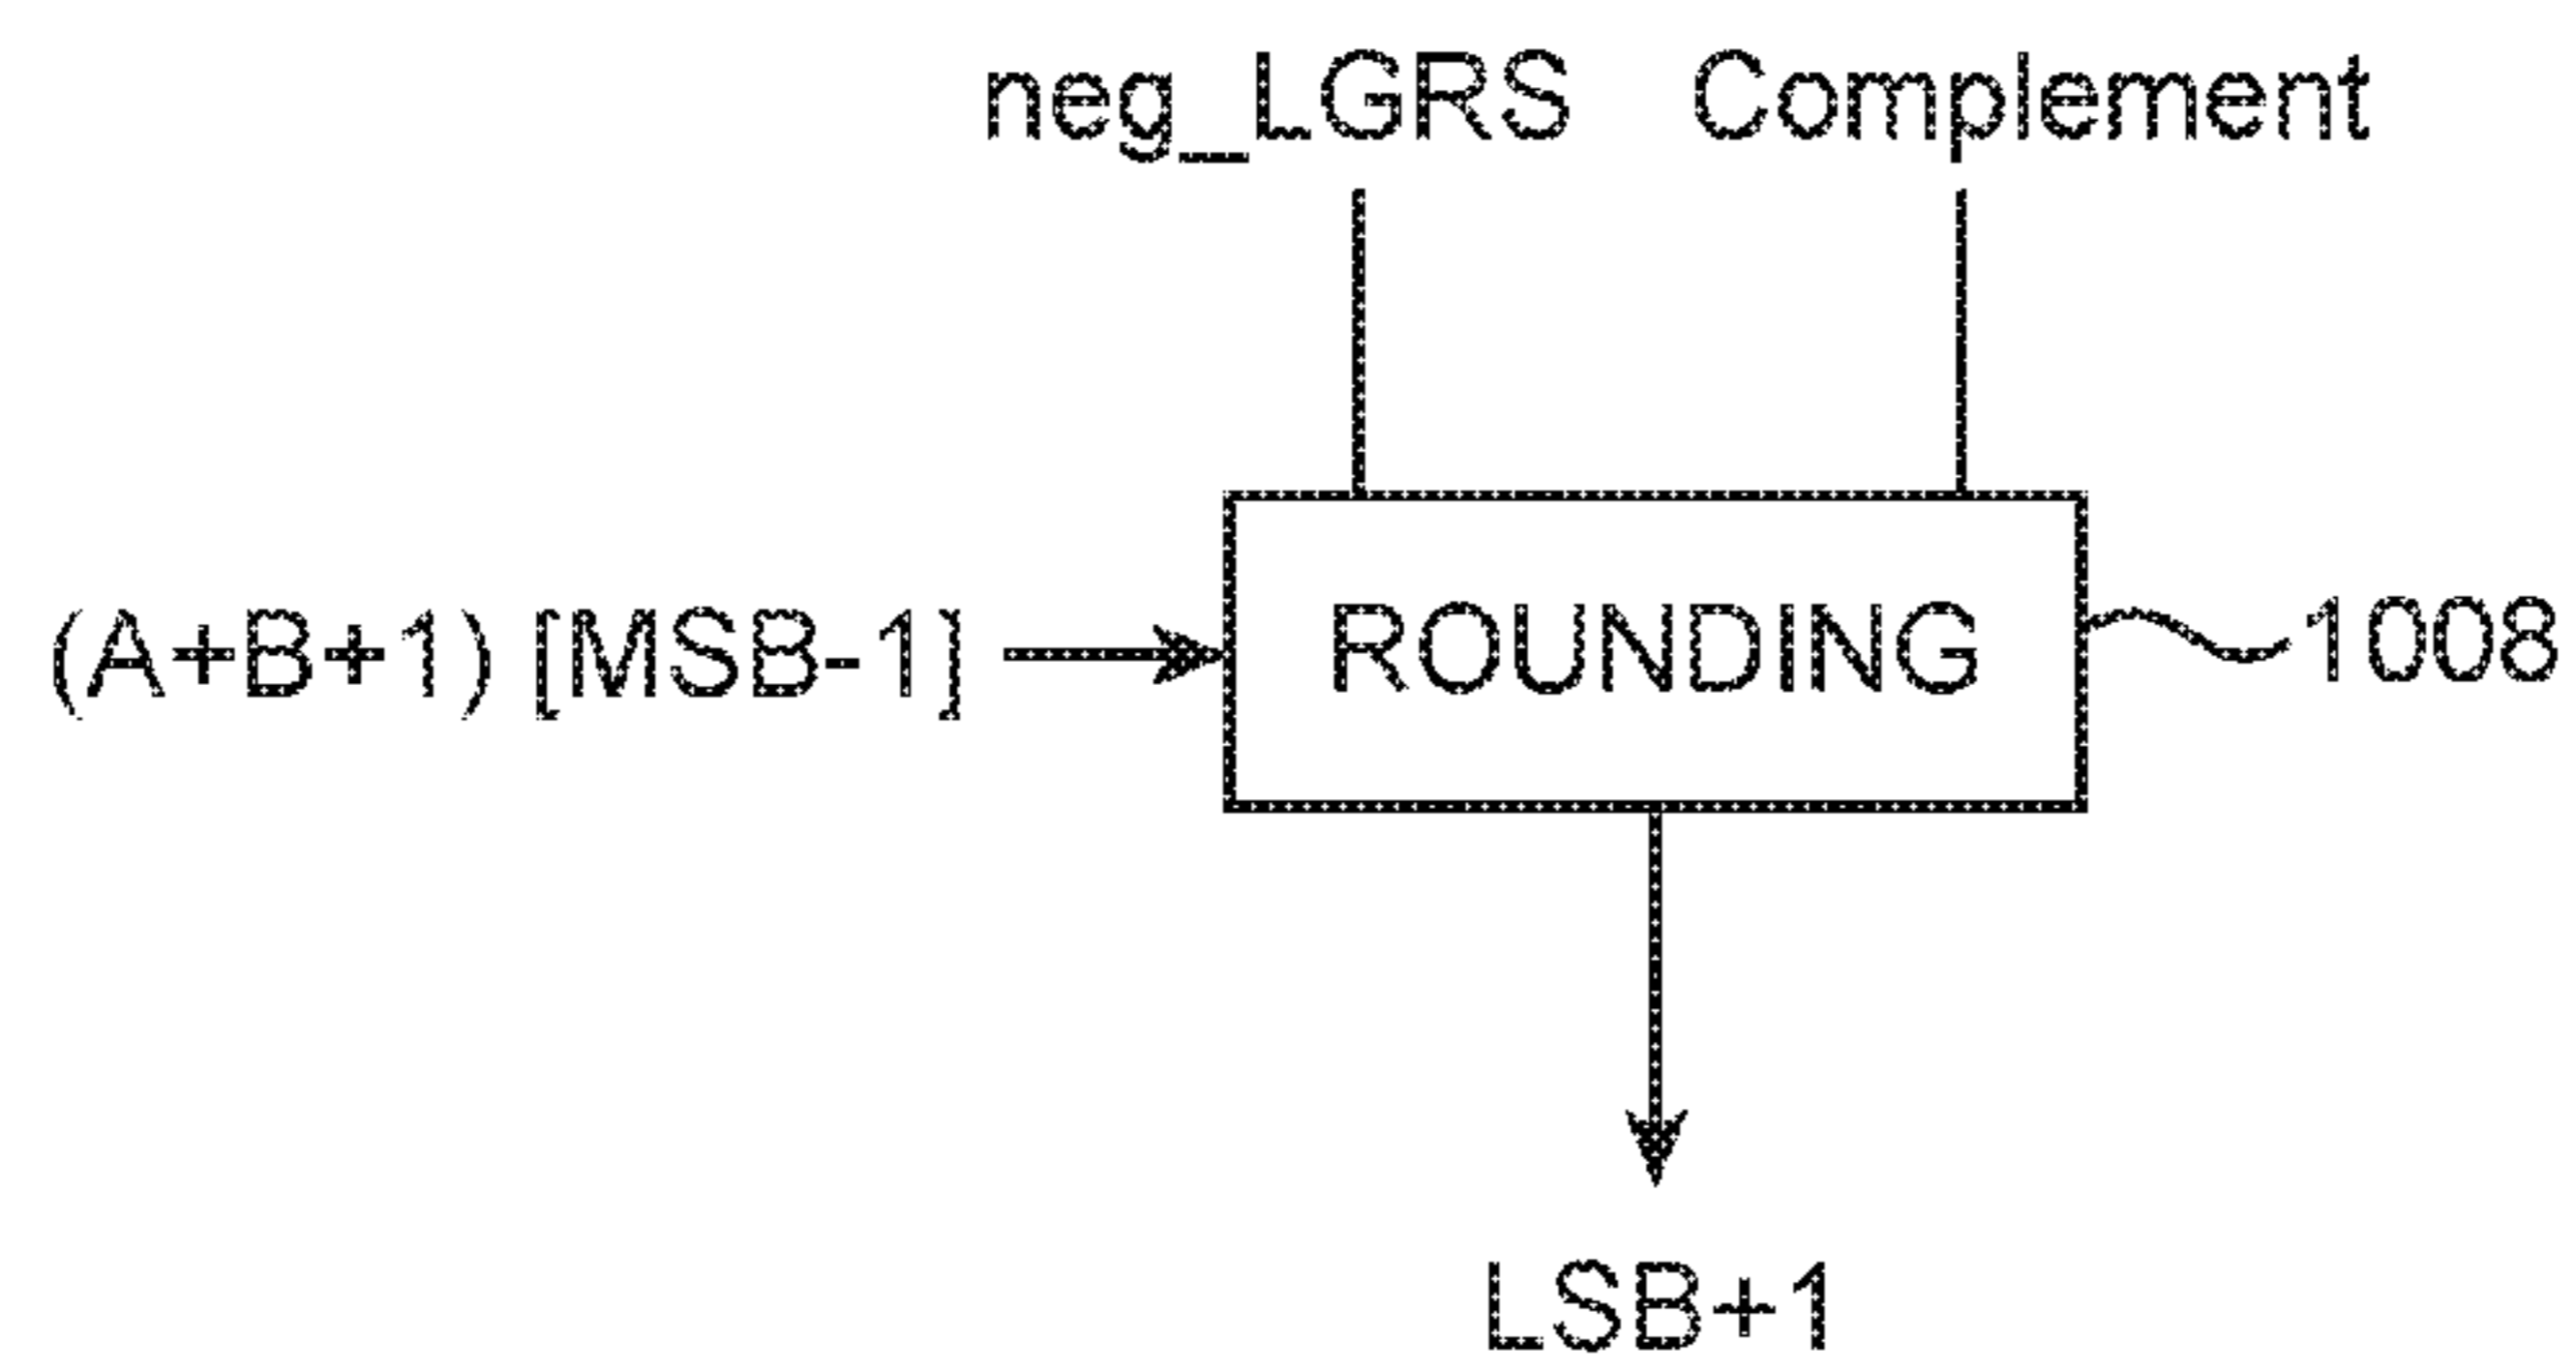 neg_LGRS Complement
(A+B+1) [MSB-1] ROUNDING 1008
LSB+1